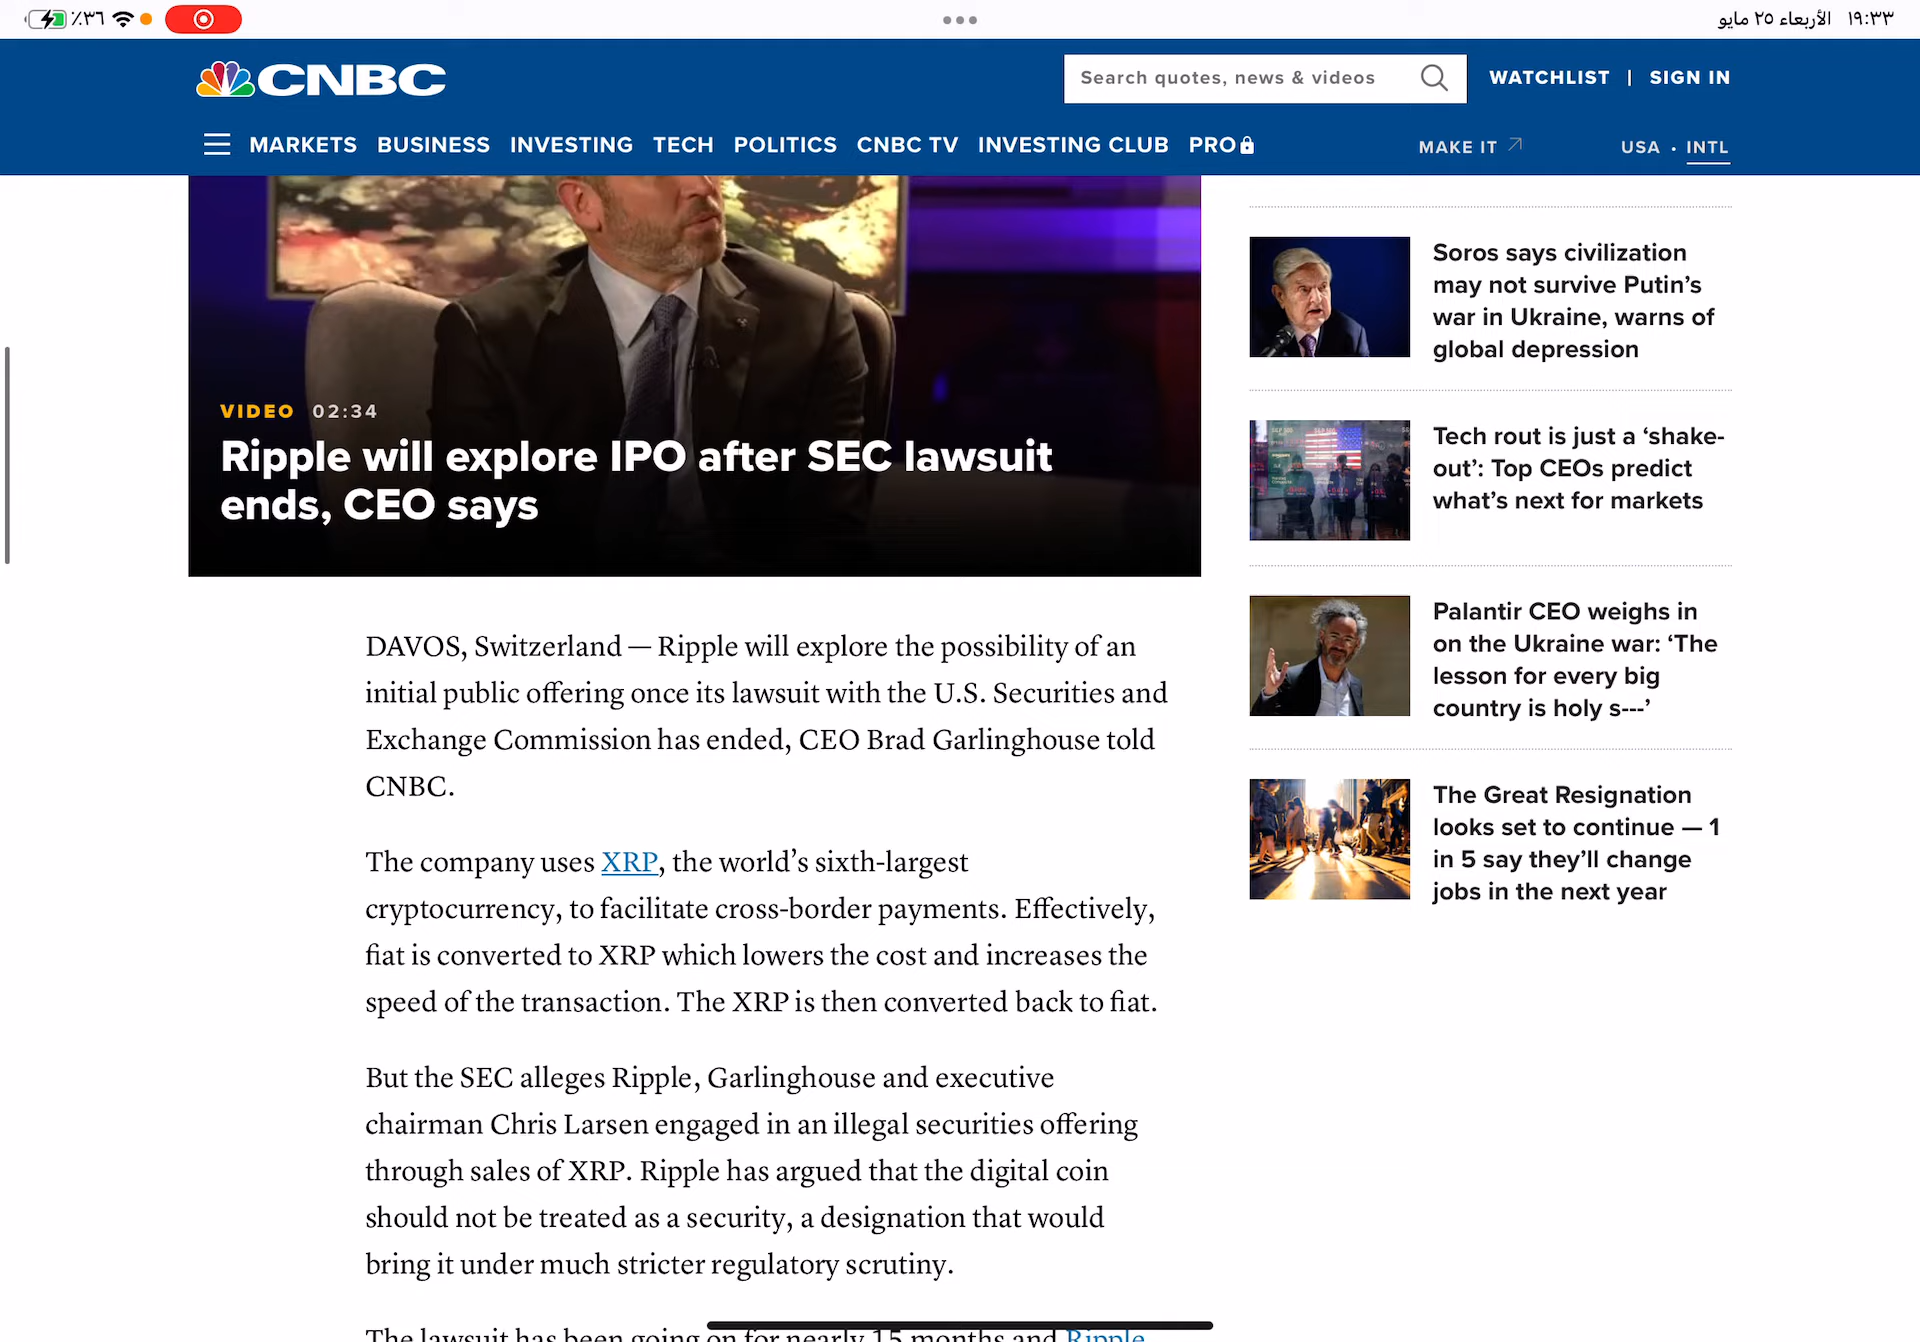 ٪٣٦
١٩:٣٣ الأربعاء ٢٥ مايو
CNBC
Search quotes, news & videos
WATCHLIST | SIGN IN
MARKETS BUSINESS INVESTING TECH POLITICS CNBC TV INVESTING CLUB PRO
MAKE IT
USA • INTL
VIDEO 02:34
Ripple will explore IPO after SEC lawsuit
ends, CEO says
DAVOS, Switzerland — Ripple will explore the possibility of an
initial public offering once its lawsuit with the U.S. Securities and
Exchange Commission has ended, CEO Brad Garlinghouse told
CNBC.
The company uses XRP, the world’s sixth-largest
cryptocurrency, to facilitate cross-border payments. Effectively,
fiat is converted to XRP which lowers the cost and increases the
speed of the transaction. The XRP is then converted back to fiat.
But the SEC alleges Ripple, Garlinghouse and executive
chairman Chris Larsen engaged in an illegal securities offering
through sales of XRP. Ripple has argued that the digital coin
should not be treated as a security, a designation that would
bring it under much stricter regulatory scrutiny.
The lawsuit has been going on for nearly 15 months and Ripple
Soros says civilization
may not survive Putin’s
war in Ukraine, warns of
global depression
Tech rout is just a ‘shake-
out’: Top CEOs predict
what’s next for markets
Palantir CEO weighs in
on the Ukraine war: ‘The
lesson for every big
country is holy s---’
The Great Resignation
looks set to continue — 1
in 5 say they’ll change
jobs in the next year